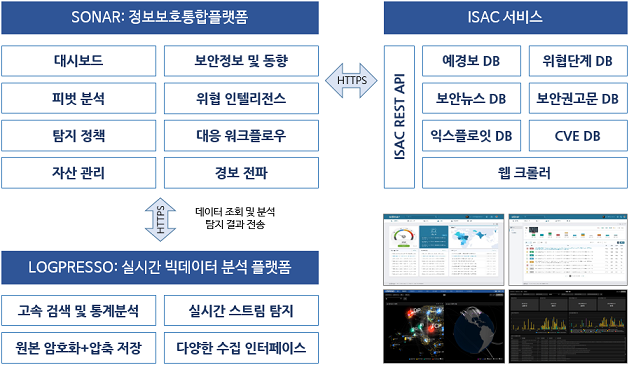 SONAR: 정보보호통합플랫폼
대시보드
보안정보 및 동향
피벗 분석
위협 인텔리전스
탐지 정책
대응 워크플로우
자산 관리
경보 전파
HTTPS
ISAC 서비스
ISAC REST API
예경보 DB
위협단계 DB
보안뉴스 DB
보안권고문 DB
익스플로잇 DB
CVE DB
웹 크롤러
HTTPS
데이터 조회 및 분석
탐지 결과 전송
LOGPRESSO: 실시간 빅데이터 분석 플랫폼
고속 검색 및 통계분석
실시간 스트림 탐지
원본 암호화+압축 저장
다양한 수집 인터페이스